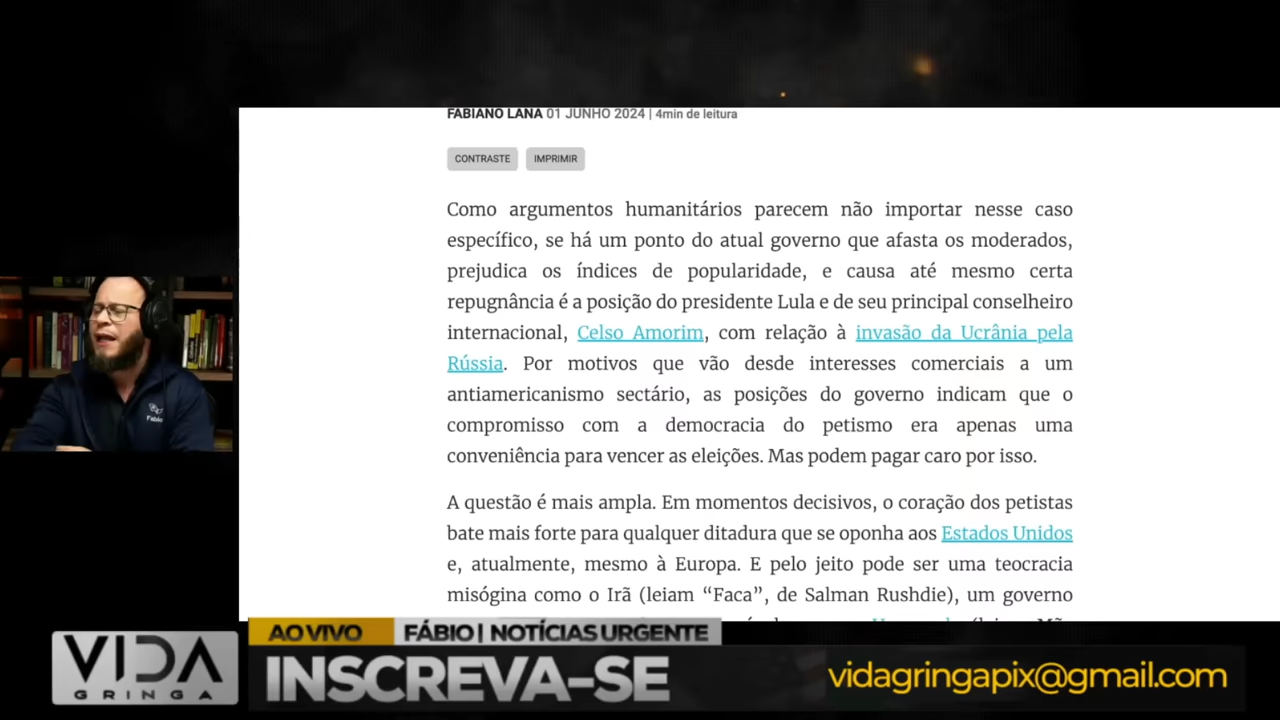 FABIANO LANA 01 JUNHO 2024 | 4min de leitura
CONTRASTE IMPRIMIR
Como argumentos humanitários parecem não importar nesse caso
específico, se há um ponto do atual governo que afasta os moderados,
prejudica os índices de popularidade, e causa até mesmo certa
repugnância é a posição do presidente Lula e de seu principal conselheiro
internacional, Celso Amorim, com relação à invasão da Ucrânia pela
Rússia. Por motivos que vão desde interesses comerciais a um
antiamericanismo sectário, as posições do governo indicam que o
compromisso com a democracia do petismo era apenas uma
conveniência para vencer as eleições. Mas podem pagar caro por isso.
A questão é mais ampla. Em momentos decisivos, o coração dos petistas
bate mais forte para qualquer ditadura que se oponha aos Estados Unidos
e, atualmente, mesmo à Europa. E pelo jeito pode ser uma teocracia
misógina como o Irã (leiam “Faca”, de Salman Rushdie), um governo
Fabio
VIDA
GRINGA
AO VIVO FÁBIO | NOTÍCIAS URGENTE
INSCREVA-SE
vidagringapix@gmail.com